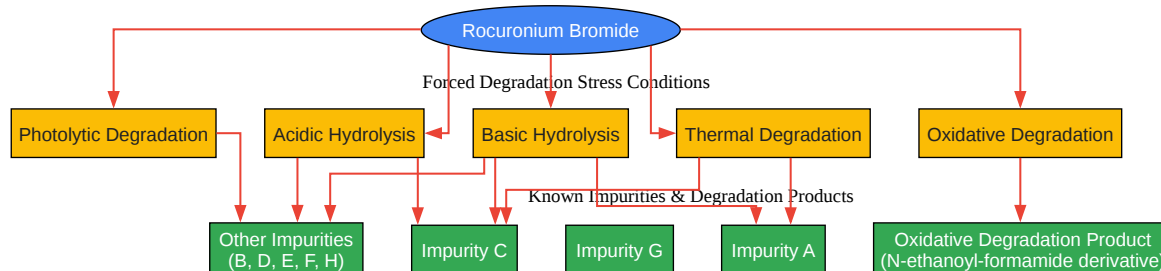 Rocuronium Bromide
Forced Degradation Stress Conditions
Photolytic Degradation
Acidic Hydrolysis
Basic Hydrolysis
Thermal Degradation
Oxidative Degradation
Known Impurities & Degradation Products
Other Impurities
(B, D, E, F, H)
Impurity C
Impurity G
Impurity A
Oxidative Degradation Product
(N-ethanoyl-formamide derivative)